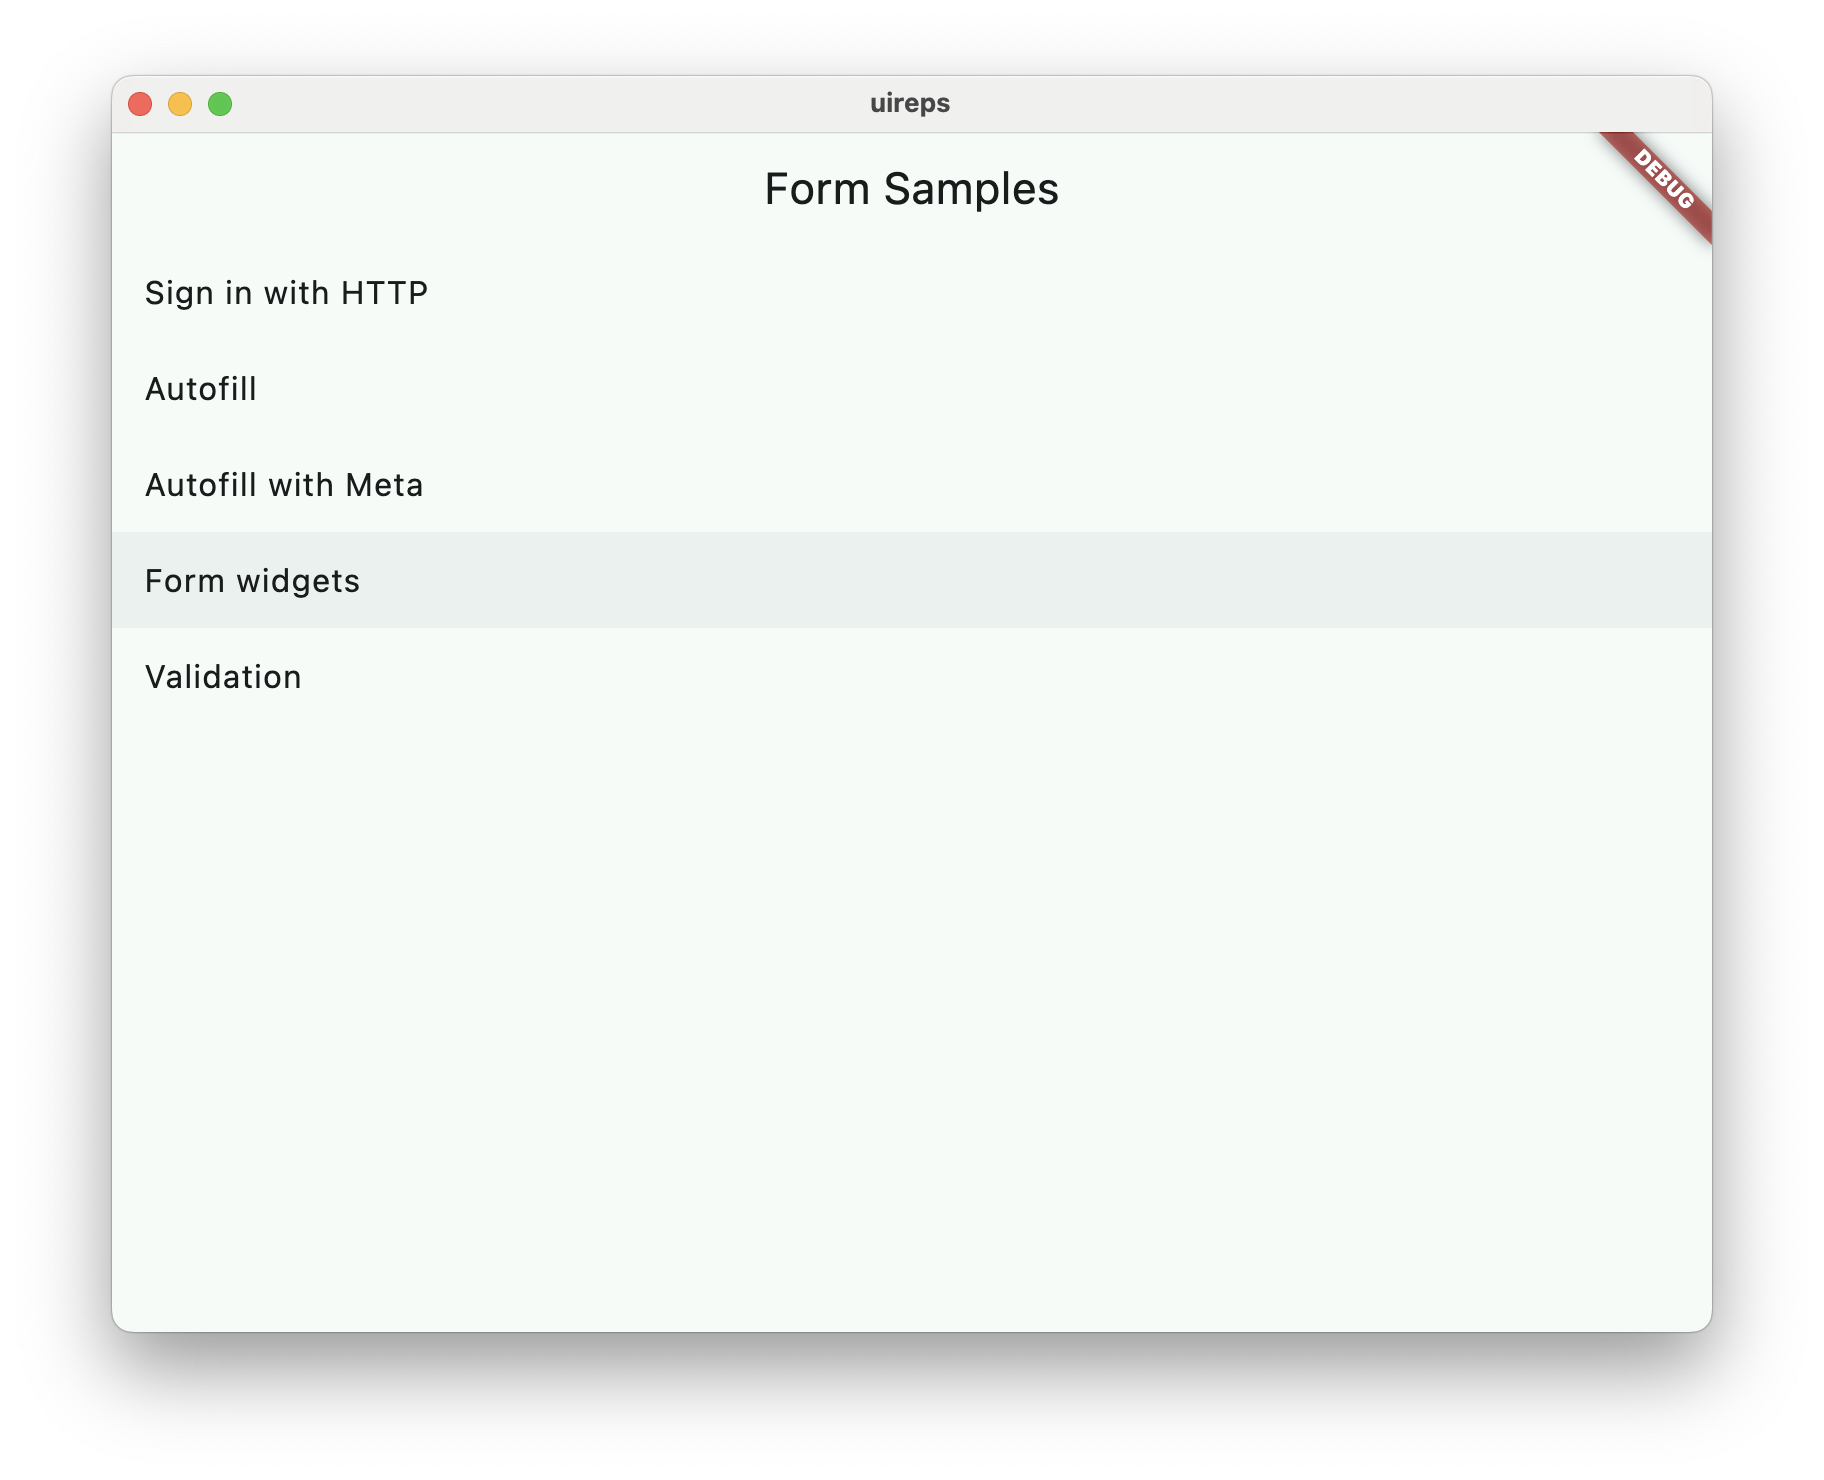 uireps
Form Samples
DEBUG
Sign in with HTTP
Autofill
Autofill with Meta
Form widgets
Validation